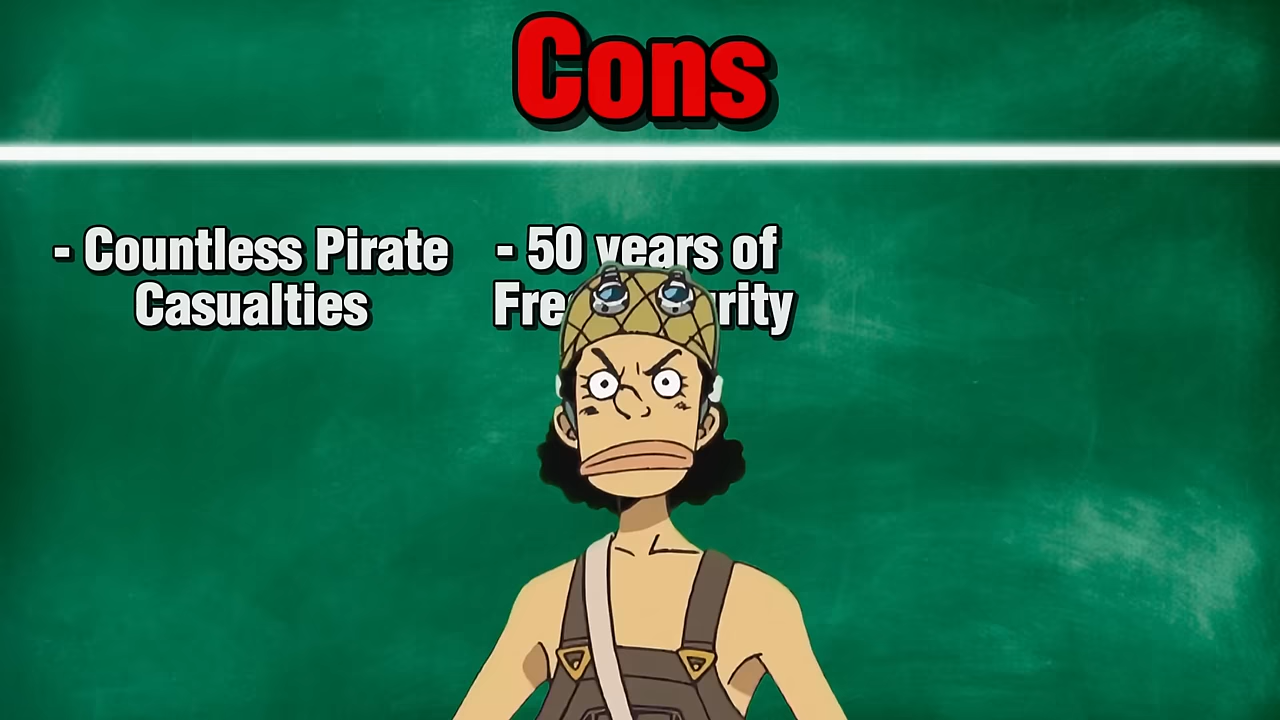 Cons
- Countless Pirate
Casualties
- 50 years of